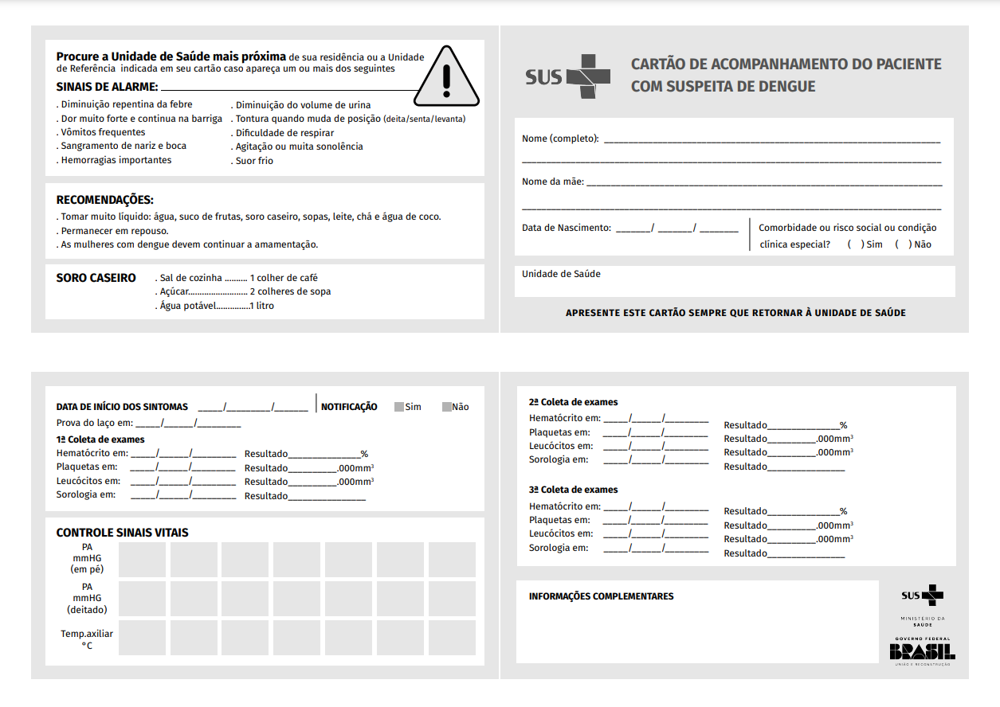 Procure a Unidade de Saúde mais próxima de sua residência ou a Unidade
de Referência indicada em seu cartão caso apareça um ou mais dos seguintes
SINAIS DE ALARME: ______
. Diminuição repentina da febre
. Dor muito forte e continua na barriga
. Vômitos frequentes
. Sangramento de nariz e boca
. Hemorragias importantes
. Diminuição do volume de urina
. Tontura quando muda de posição (deita/senta/levanta)
. Dificuldade de respirar
. Agitação ou muita sonolência
. Suor frio
RECOMENDAÇÕES:
. Tomar muito líquido: água, suco de frutas, soro caseiro, sopas, leite, chá e água de coco.
. Permanecer em repouso.
. As mulheres com dengue devem continuar a amamentação.
SORO CASEIRO
. Sal de cozinha .......... 1 colher de café
. Açúcar.......................... 2 colheres de sopa
. Água potável...............1 litro
SUS
CARTÃO DE ACOMPANHAMENTO DO PACIENTE
COM SUSPEITA DE DENGUE
Nome (completo): ______
______
Nome da mãe: ______
______
Data de Nascimento: ______/ ______/ ______
Comorbidade ou risco social ou condição
clínica especial? ( ) Sim ( ) Não
Unidade de Saúde
APRESENTE ESTE CARTÃO SEMPRE QUE RETORNAR À UNIDADE DE SAÚDE
DATA DE INÍCIO DOS SINTOMAS _____/_________/_______ NOTIFICAÇÃO Sim Não
Prova do laço em: _____/______/_________
1ª Coleta de exames
Hematócrito em: _____/______/_________ Resultado_______________%
Plaquetas em: _____/______/_________ Resultado__________.000mm³
Leucócitos em: _____/______/_________ Resultado__________.000mm³
Sorologia em: _____/______/_________ Resultado________________
CONTROLE SINAIS VITAIS
PA
mmHG
(em pé)
PA
mmHG
(deitado)
Temp.axiliar
°C
2ª Coleta de exames
Hematócrito em: _____/______/_________ Resultado_______________%
Plaquetas em: _____/______/_________ Resultado__________.000mm³
Leucócitos em: _____/______/_________ Resultado__________.000mm³
Sorologia em: _____/______/_________ Resultado________________
3ª Coleta de exames
Hematócrito em: _____/______/_________ Resultado_______________%
Plaquetas em: _____/______/_________ Resultado__________.000mm³
Leucócitos em: _____/______/_________ Resultado__________.000mm³
Sorologia em: _____/______/_________ Resultado________________
INFORMAÇÕES COMPLEMENTARES
SUS
MINISTÉRIO DA
SAÚDE
GOVERNO FEDERAL
BRASIL
UNIÃO E RECONSTRUÇÃO